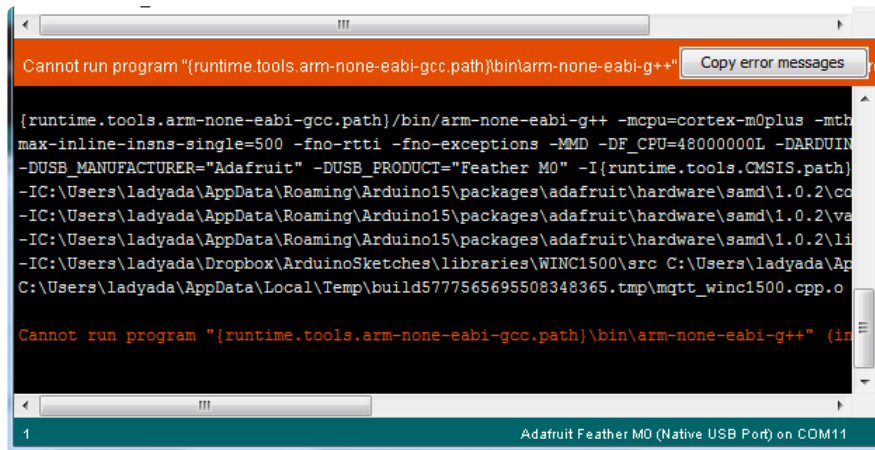 Cannot run program "{runtime.tools.arm-none-eabi-gcc.path}\bin\arm-none-eabi-g++"
Copy error messages
{runtime.tools.arm-none-eabi-gcc.path}/bin/arm-none-eabi-g++ -mcpu=cortex-m0plus -mth
max-inline-insns-single=500 -fno-rtti -fno-exceptions -MMD -DF_CPU=48000000L -DARDUIN
-DUSB_MANUFACTURER="Adafruit" -DUSB_PRODUCT="Feather M0" -I{runtime.tools.CMSIS.path}
-IC:\Users\ladyada\AppData\Roaming\Arduino15\packages\adafruit\hardware\samd\1.0.2\co
-IC:\Users\ladyada\AppData\Roaming\Arduino15\packages\adafruit\hardware\samd\1.0.2\va
-IC:\Users\ladyada\AppData\Roaming\Arduino15\packages\adafruit\hardware\samd\1.0.2\li
-IC:\Users\ladyada\Dropbox\ArduinoSketches\libraries\WINC1500\src C:\Users\ladyada\Ap
C:\Users\ladyada\AppData\Local\Temp\build5777565695508348365.tmp\mqtt_winc1500.cpp.o
Cannot run program "{runtime.tools.arm-none-eabi-gcc.path}\bin\arm-none-eabi-g++" (in
1
Adafruit Feather M0 (Native USB Port) on COM11